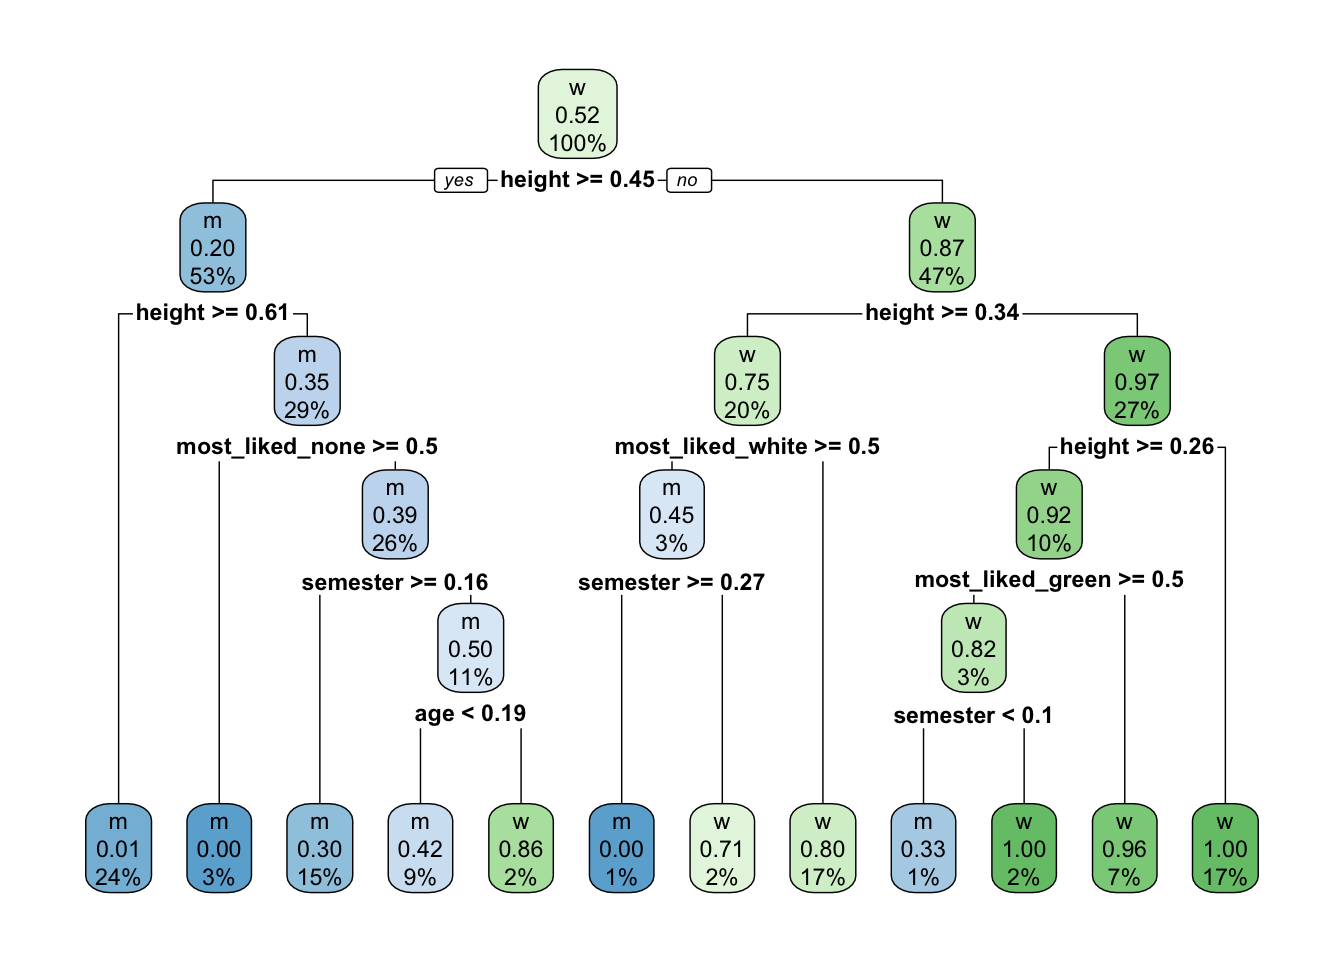 w
0.52
100%
yes
height >= 0.45
no
m
0.20
53%
w
0.87
47%
height >= 0.61
height >= 0.34
m
0.35
29%
w
0.75
20%
w
0.97
27%
most_liked_none >= 0.5
most_liked_white >= 0.5
height >= 0.26
m
0.39
26%
m
0.45
3%
w
0.92
10%
semester >= 0.16
semester >= 0.27
most_liked_green >= 0.5
m
0.50
11%
w
0.82
3%
age < 0.19
semester < 0.1
m
0.01
24%
m
0.00
3%
m
0.30
15%
m
0.42
9%
w
0.86
2%
m
0.00
1%
w
0.71
2%
w
0.80
17%
m
0.33
1%
w
1.00
2%
w
0.96
7%
w
1.00
17%